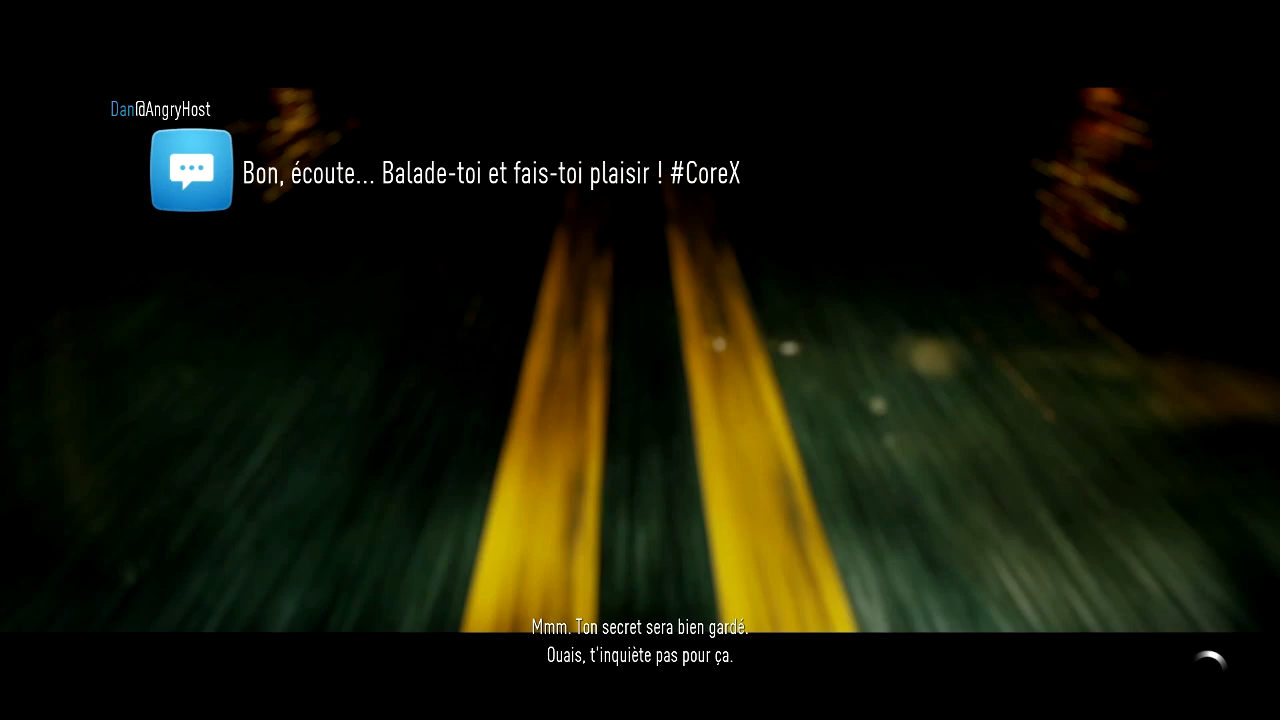 Dan@AngryHost
Bon, écoute... Balade-toi et fais-toi plaisir ! #CoreX
Mmm. Ton secret sera bien gardé.
Ouais, t'inquiète pas pour ça.